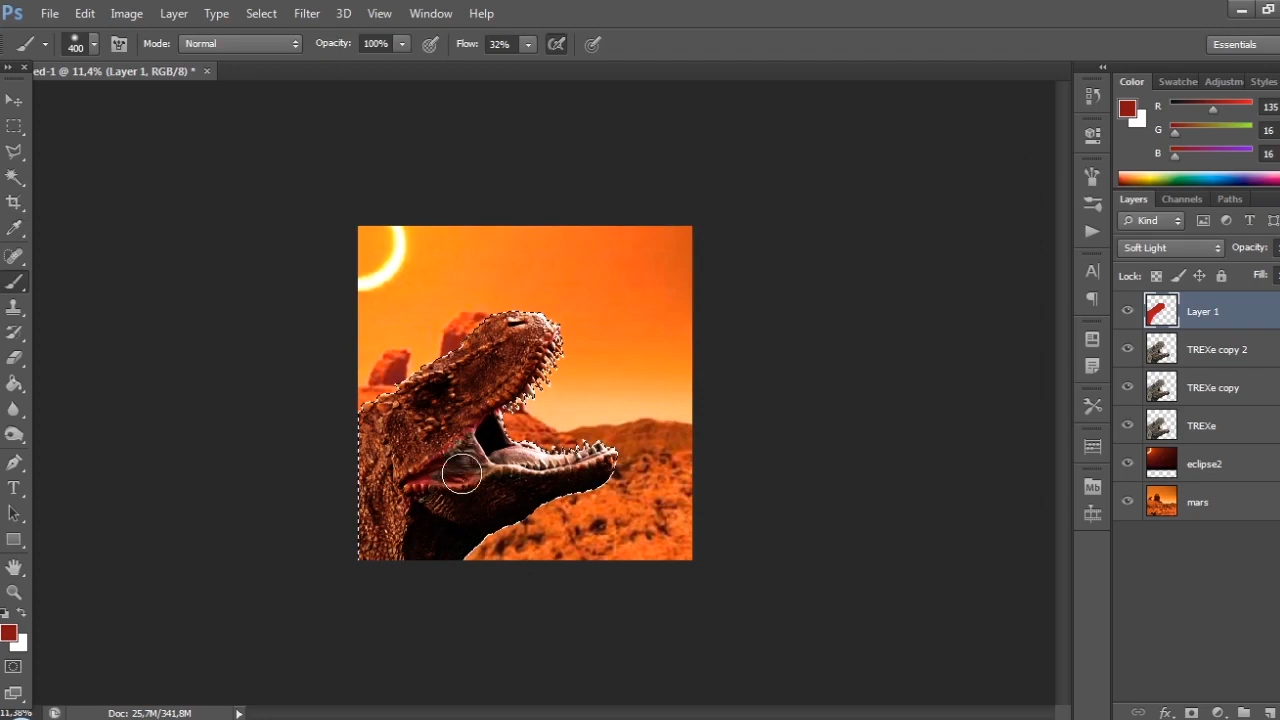 Ps File Edit Image Layer Type Select Filter 3D View Window Help
400 Mode: Normal Opacity: 100% Flow: 32% Essentials
ed-1 @ 11,4% (Layer 1, RGB/8) * ×
Color Swatche Adjustm Styles
R 135
G 16
B 16
Layers Channels Paths
Kind T
Soft Light Opacity:
Lock: Fill:
Layer 1
TREXe copy 2
TREXe copy
TREXe
eclipse2
mars
Mb
T
11,38% Doc: 25,7M/341,8M
fx